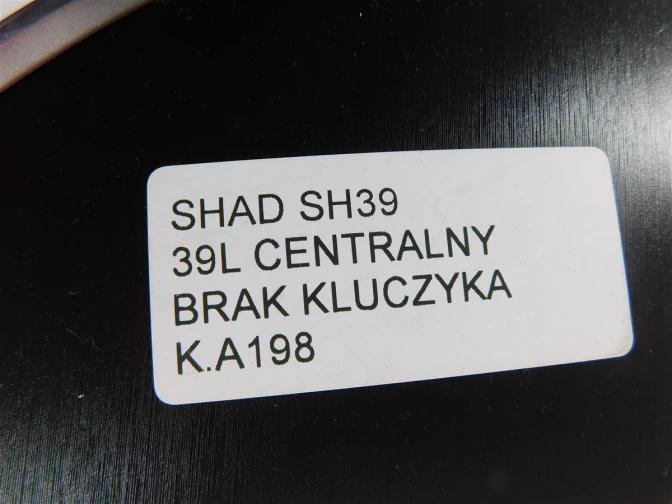 SHAD SH39
39L CENTRALNY
BRAK KLUCZYKA
K.A198